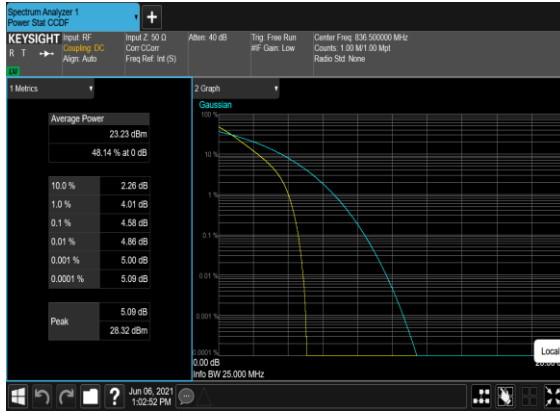 Spectrum Analyzer 1
Power Stat CCDF
+
KEYSIGHT
R T
LU
Input: RF
Coupling: DC
Align: Auto
Input Z: 50 Ω
Corr CCorr
Freq Ref: Int (S)
Atten: 40 dB
Trig: Free Run
#IF Gain: Low
Center Freq: 836.500000 MHz
Counts: 1.00 M/1.00 Mpt
Radio Std: None
1 Metrics
Average Power
23.23 dBm
48.14 % at 0 dB
10.0 % 2.26 dB
1.0 % 4.01 dB
0.1 % 4.58 dB
0.01 % 4.86 dB
0.001 % 5.00 dB
0.0001 % 5.09 dB
Peak
5.09 dB
28.32 dBm
2 Graph
Gaussian
100 %
10 %
1 %
0.1 %
0.01 %
0.001 %
0.0001 %
0.00 dB
Info BW 25.000 MHz
Local
?
Jun 06, 2021
1:02:52 PM